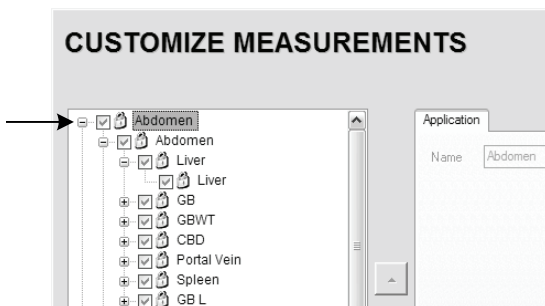 CUSTOMIZE MEASUREMENTS
Abdomen
Abdomen
Liver
Liver
GB
GBWT
CBD
Portal Vein
Spleen
GB L
Application
Name Abdomen